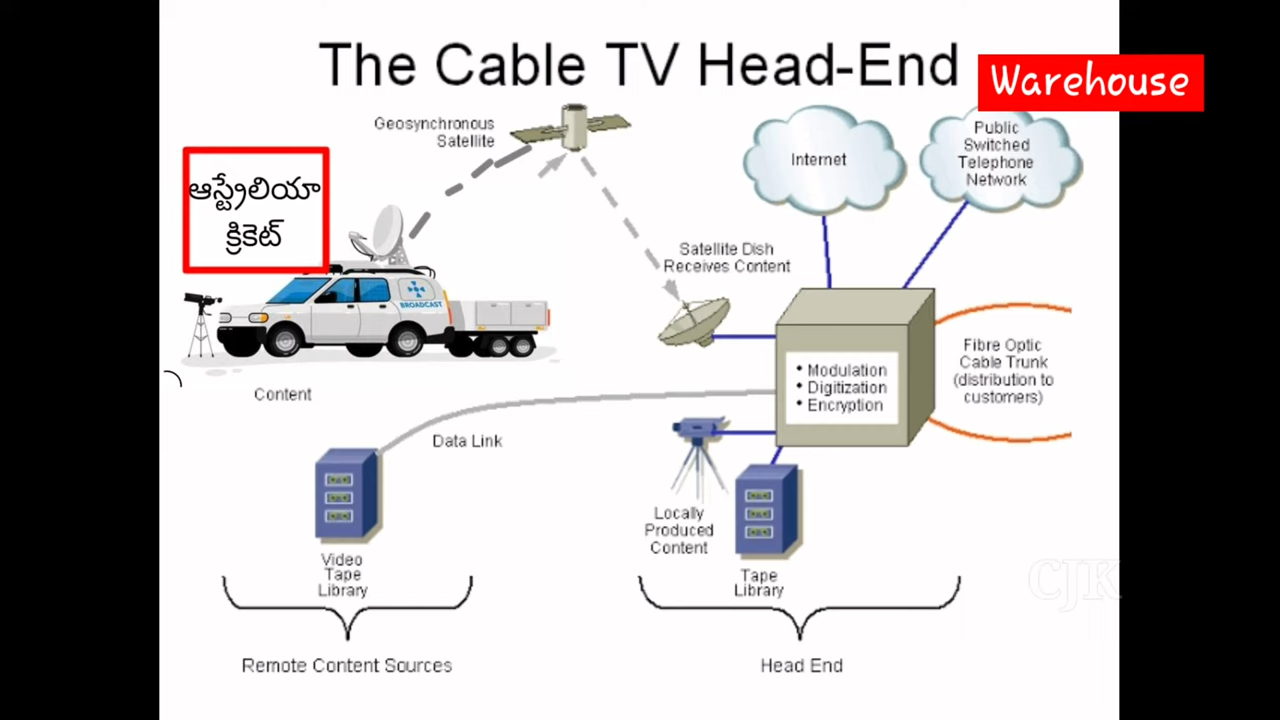 The Cable TV Head-End
Warehouse
Geosynchronous
Satellite
Internet
Public
Switched
Telephone
Network
ఆస్ట్రేలియా
క్రికెట్
Satellite Dish
Receives Content
BROADCAST
Content
• Modulation
• Digitization
• Encryption
Fibre Optic
Cable Trunk
(distribution to
customers)
Data Link
Locally
Produced
Content
Video
Tape
Library
Tape
Library
CJK
Remote Content Sources
Head End